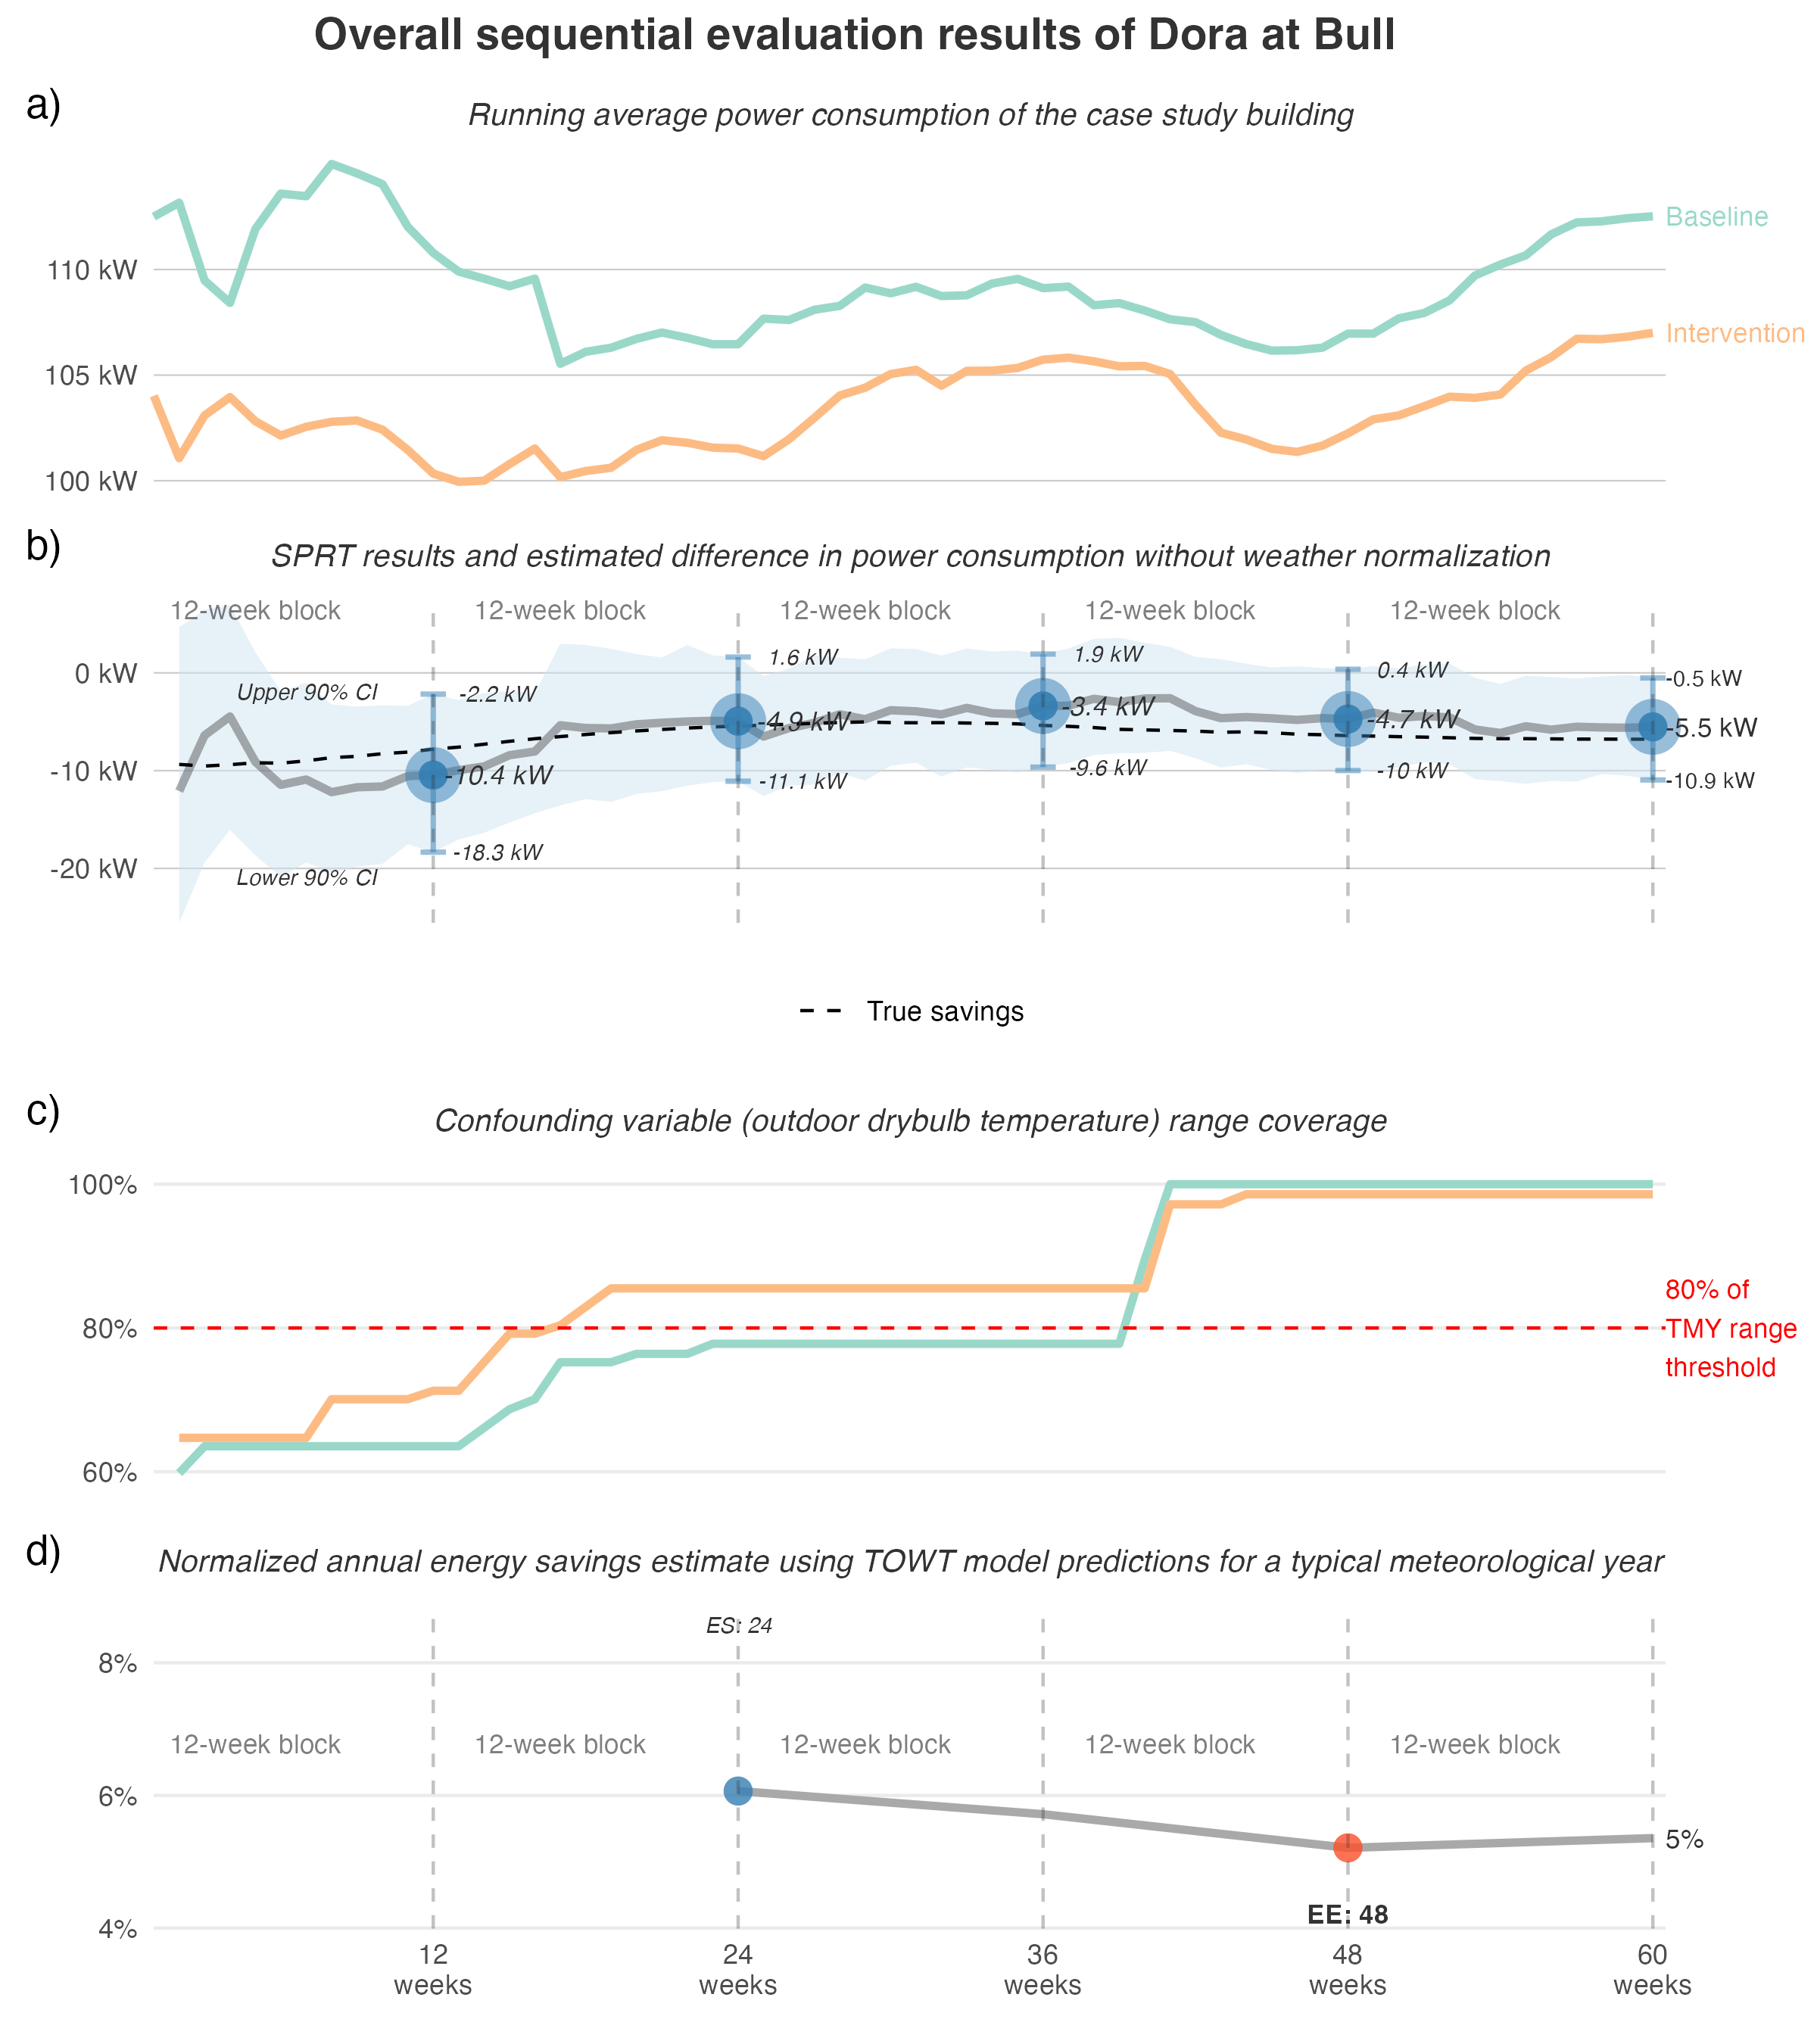 Overall sequential evaluation results of Dora at Bull
a)
Running average power consumption of the case study building
Baseline
110 kW
Intervention
105 kW
100 kW
b)
SPRT results and estimated difference in power consumption without weather normalization
12-week block 12-week block 12-week block 12-week block 12-week block
0 kW
-10 kW
-20 kW
Upper 90% CI
Lower 90% CI
-2.2 kW
-10.4 kW
-18.3 kW
1.6 kW
-4.9 kW
-11.1 kW
1.9 kW
-3.4 kW
-9.6 kW
0.4 kW
-4.7 kW
-10 kW
-0.5 kW
-5.5 kW
-10.9 kW
True savings
c)
Confounding variable (outdoor drybulb temperature) range coverage
100%
80%
60%
80% of
TMY range
threshold
d)
Normalized annual energy savings estimate using TOWT model predictions for a typical meteorological year
ES: 24
8%
12-week block 12-week block 12-week block 12-week block 12-week block
6%
5%
EE: 48
4%
12 24 36 48 60
weeks weeks weeks weeks weeks